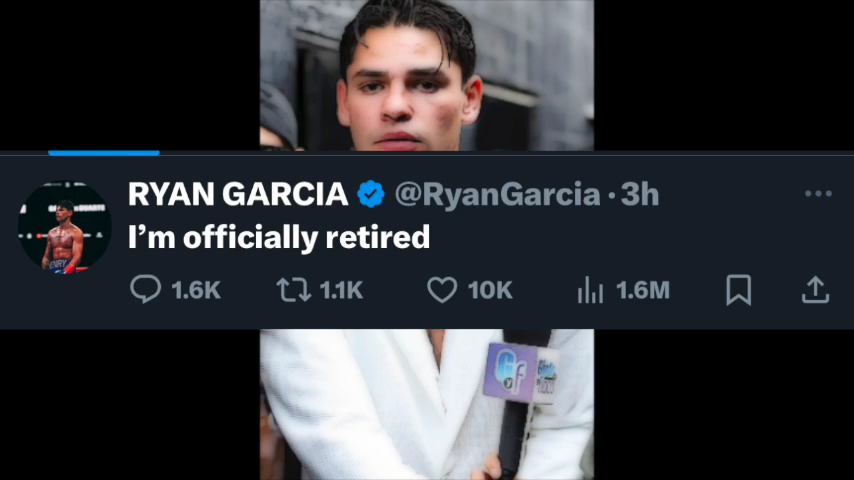 RYAN GARCIA @RyanGarcia · 3h
I'm officially retired
1.6K 1.1K 10K 1.6M